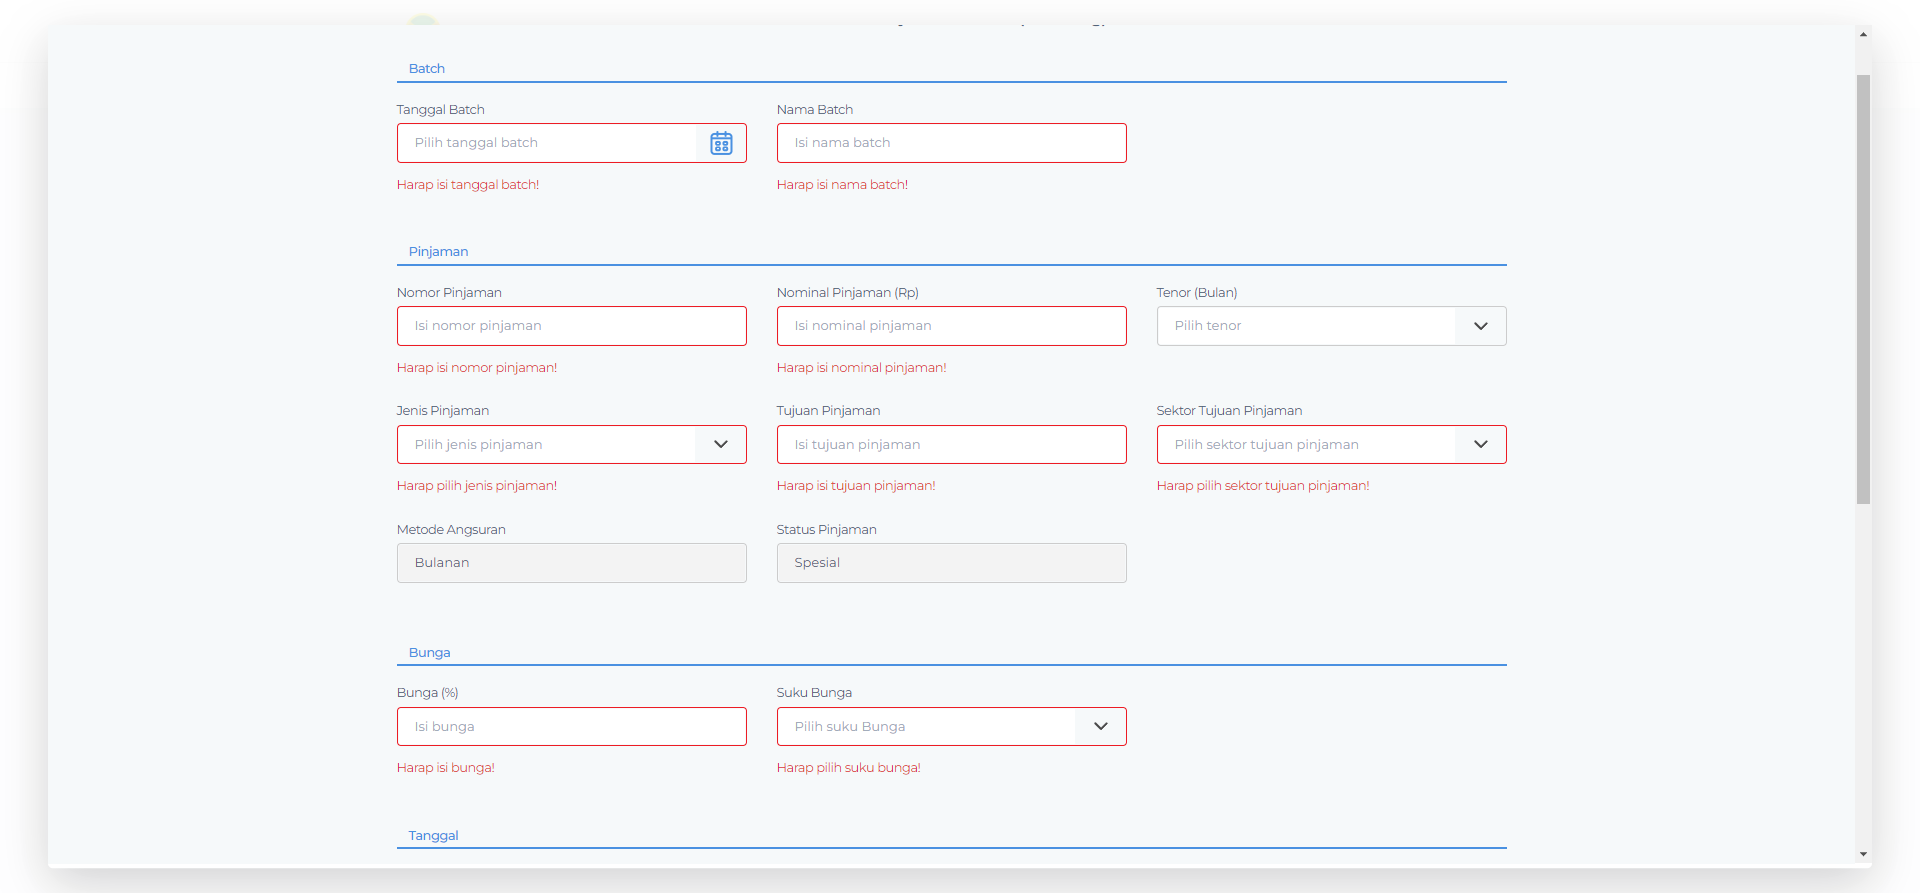 Batch
Tanggal Batch
Nama Batch
Pilih tanggal batch
Isi nama batch
Harap isi tanggal batch!
Harap isi nama batch!
Pinjaman
Nomor Pinjaman
Nominal Pinjaman (Rp)
Tenor (Bulan)
Isi nomor pinjaman
Isi nominal pinjaman
Pilih tenor
Harap isi nomor pinjaman!
Harap isi nominal pinjaman!
Jenis Pinjaman
Tujuan Pinjaman
Sektor Tujuan Pinjaman
Pilih jenis pinjaman
Isi tujuan pinjaman
Pilih sektor tujuan pinjaman
Harap pilih jenis pinjaman!
Harap isi tujuan pinjaman!
Harap pilih sektor tujuan pinjaman!
Metode Angsuran
Status Pinjaman
Bulanan
Spesial
Bunga
Bunga (%)
Suku Bunga
Isi bunga
Pilih suku Bunga
Harap isi bunga!
Harap pilih suku bunga!
Tanggal